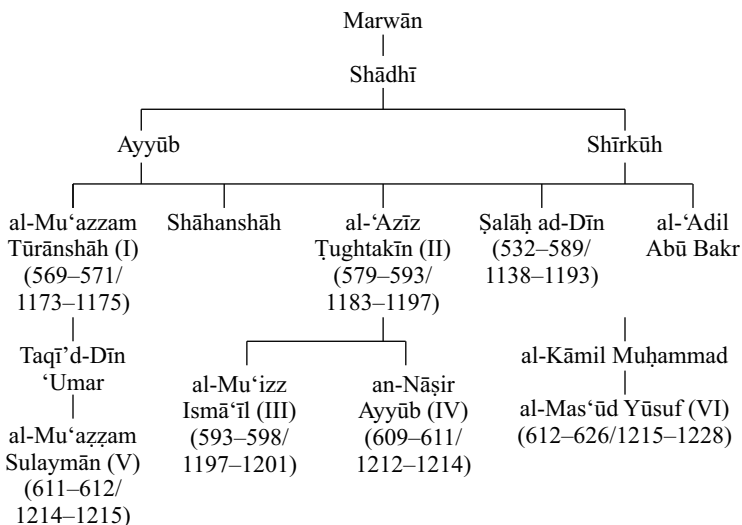 Marwān
Shādhī
Ayyūb
Shīrkūh
al-Mu‘azzam
Tūrānshāh (I)
(569–571/
1173–1175)
Shāhanshāh
al-‘Azīz
Ṭughtakīn (II)
(579–593/
1183–1197)
Ṣalāḥ ad-Dīn
(532–589/
1138–1193)
al-‘Adil
Abū Bakr
Taqī’d-Dīn
‘Umar
al-Mu‘aẓẓam
Sulaymān (V)
(611–612/
1214–1215)
al-Mu‘izz
Ismā‘īl (III)
(593–598/
1197–1201)
an-Nāṣir
Ayyūb (IV)
(609–611/
1212–1214)
al-Kāmil Muḥammad
al-Mas‘ūd Yūsuf (VI)
(612–626/1215–1228)